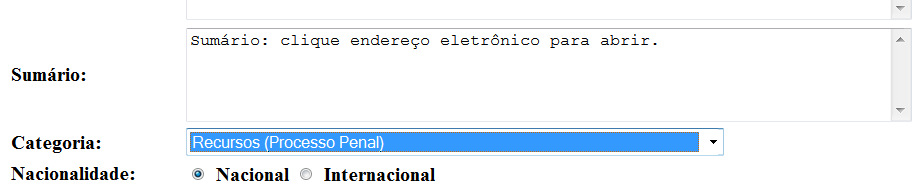 Sumário: clique endereço eletrônico para abrir.
Sumário:
Categoria: Recursos (Processo Penal)
Nacionalidade: Nacional Internacional